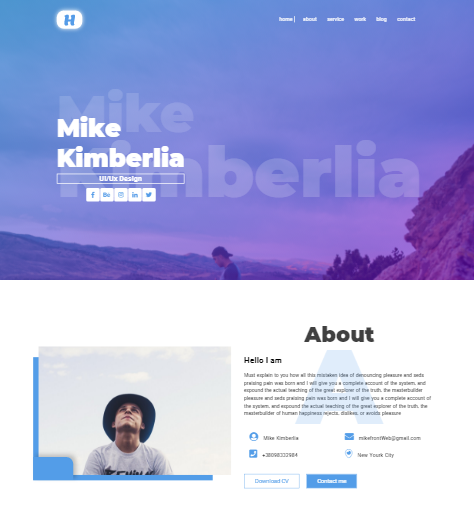 H
home | about service work blog contact
Mike
Kimberlia
Mike
Kimberlia
UI/Ux Design
About
A
Hello I am
Must explain to you how all this mistaken idea of denouncing pleasure and seds
praising pain was born and I will give you a complete account of the system, and
expound the actual teaching of the great explorer of the truth, the masterbuilder
pleasure and praising pain was born and I will give you a complete account of
the system, and expound the actual teaching of the great explorer of the truth, the
masterbuilder of human happiness rejects, dislikes, or avoids pleasure
Mike Kimberlia
mikefrontWeb@gmail.com
+38098332984
New Yourk City
Download CV
Contact me